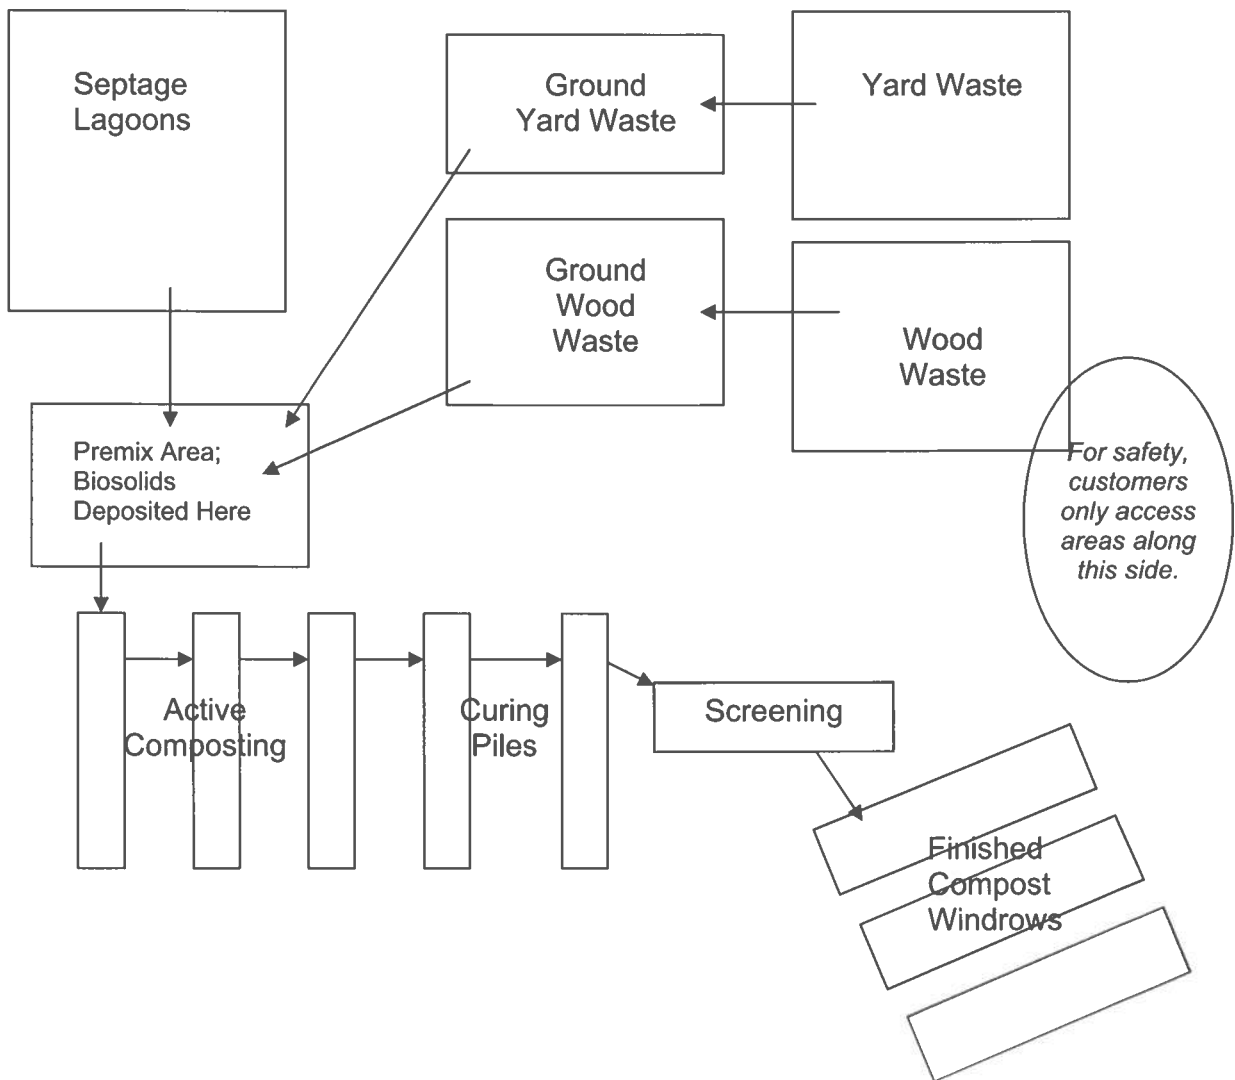 Septage
Lagoons
Ground
Yard Waste
Yard Waste
Ground
Wood
Waste
Wood
Waste
For safety,
customers
only access
areas along
this side.
Premix Area;
Biosolids
Deposited Here
Active
Composting
Curing
Piles
Screening
Finished
Compost
Windrows